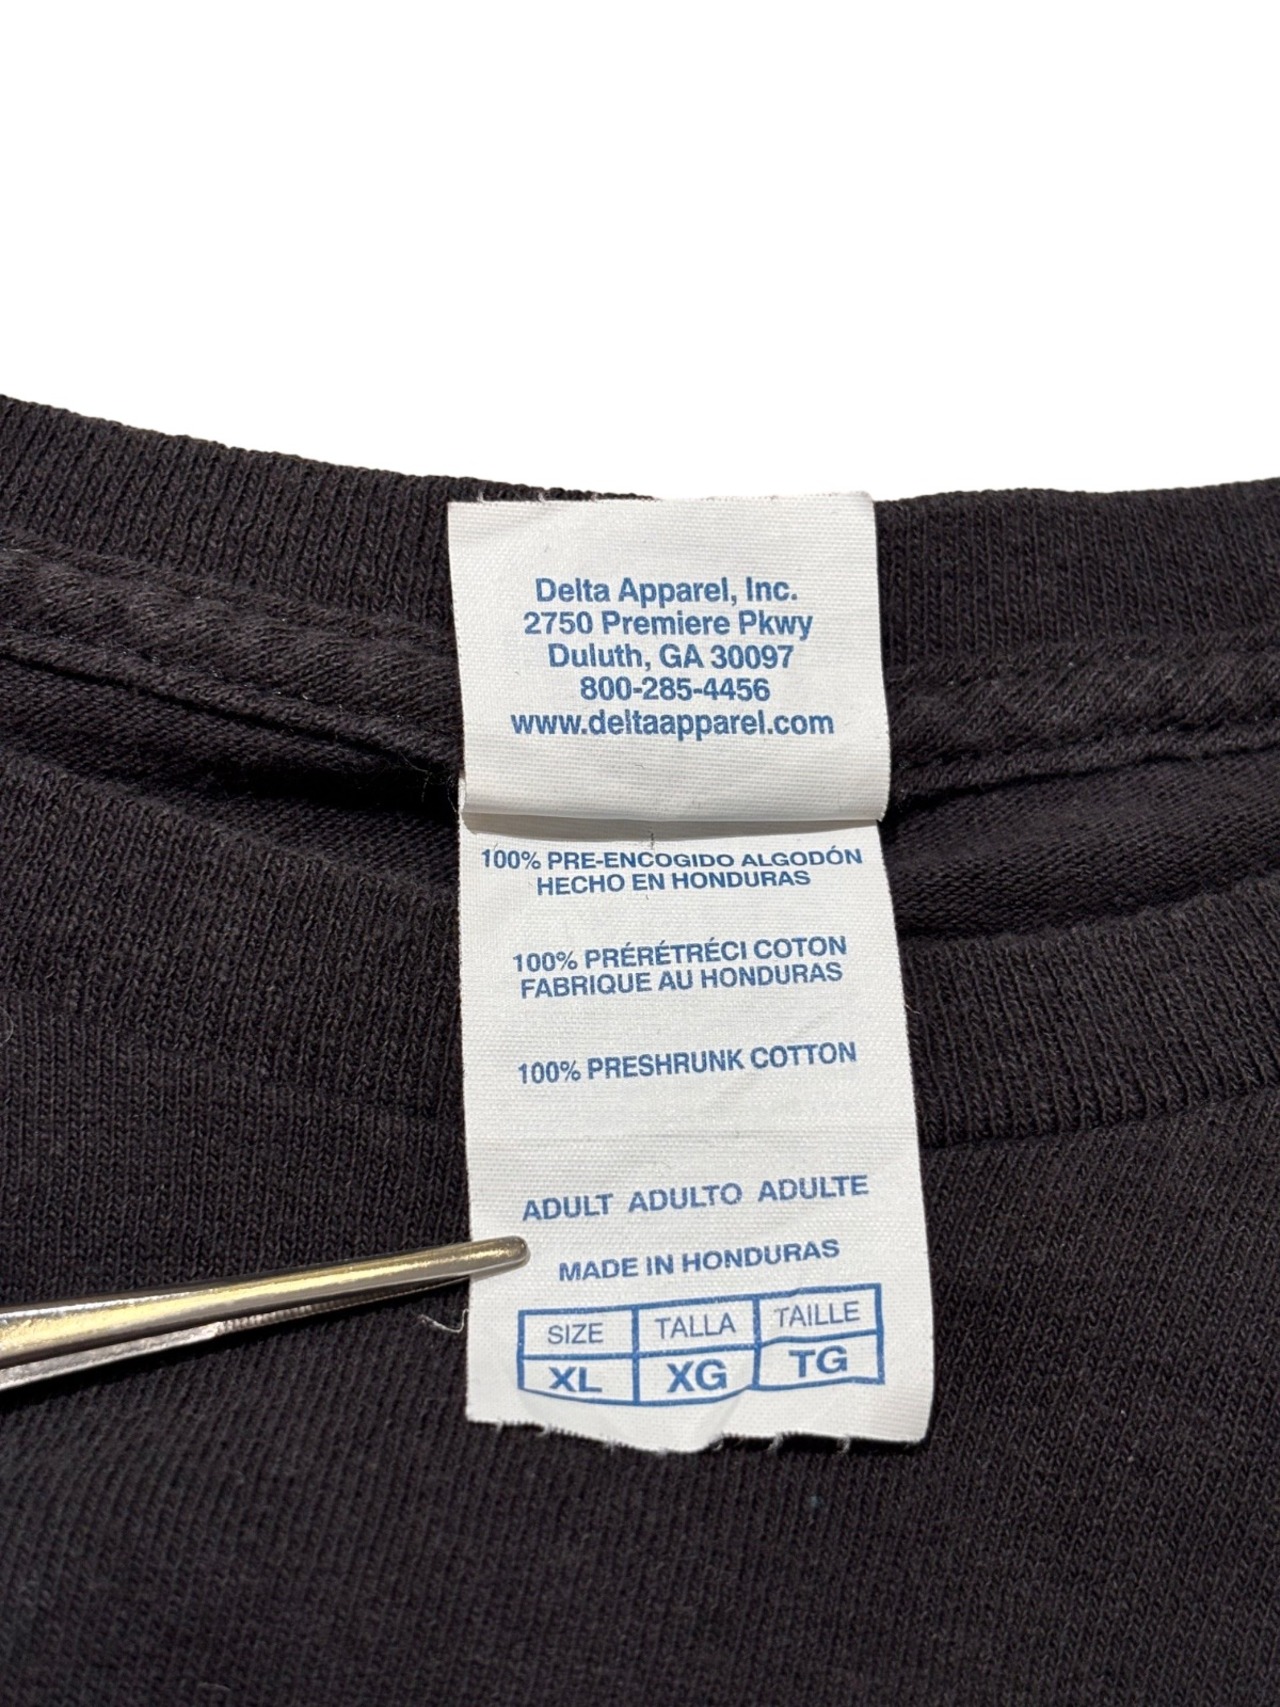 Delta Apparel, Inc.
2750 Premiere Pkwy
Duluth, GA 30097
800-285-4456
www.deltaapparel.com
100% PRE-ENCOGIDO ALGODÓN
HECHO EN HONDURAS
100% PRÉRÉTRÉCI COTON
FABRIQUE AU HONDURAS
100% PRESHRUNK COTTON
ADULT ADULTO ADULTE
MADE IN HONDURAS
SIZE TALLA TAILLE
XL XG TG